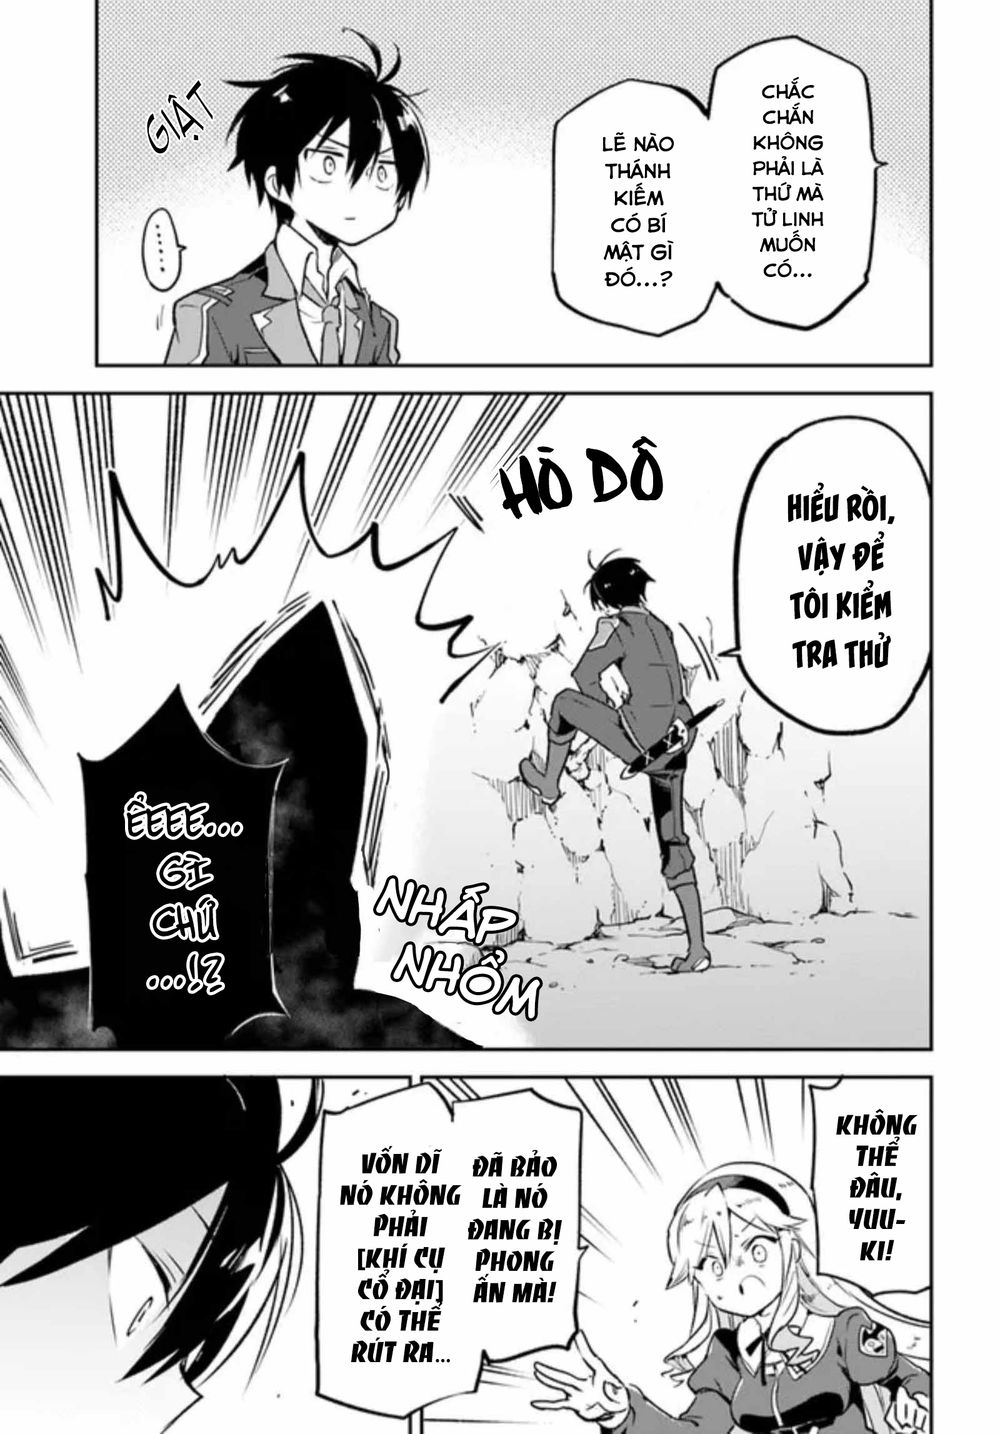 CHẮC
CHẮN
KHÔNG
PHẢI LÀ
THỨ MÀ
TỬ LINH
MUỐN
CÓ...
LẼ NÀO
THÁNH
KIẾM
CÓ BÍ
MẬT GÌ
ĐÓ...?
GIẬT
......
HIỂU RỒI,
VẬY ĐỂ
TÔI KIỂM
TRA THỬ
HÒ DÔ
ỂEEE...
GÌ
CHỨ
...!?
NHẤP
NHỔM
KHÔNG
THỂ
ĐÂU,
YUU-
KI!
ĐÃ BẢO
LÀ NÓ
ĐANG BỊ
PHONG
ẤN MÀ!
VỐN DĨ
NÓ KHÔNG
PHẢI
[KHÍ CỤ
CỔ ĐẠI]
CÓ THỂ
RÚT RA...